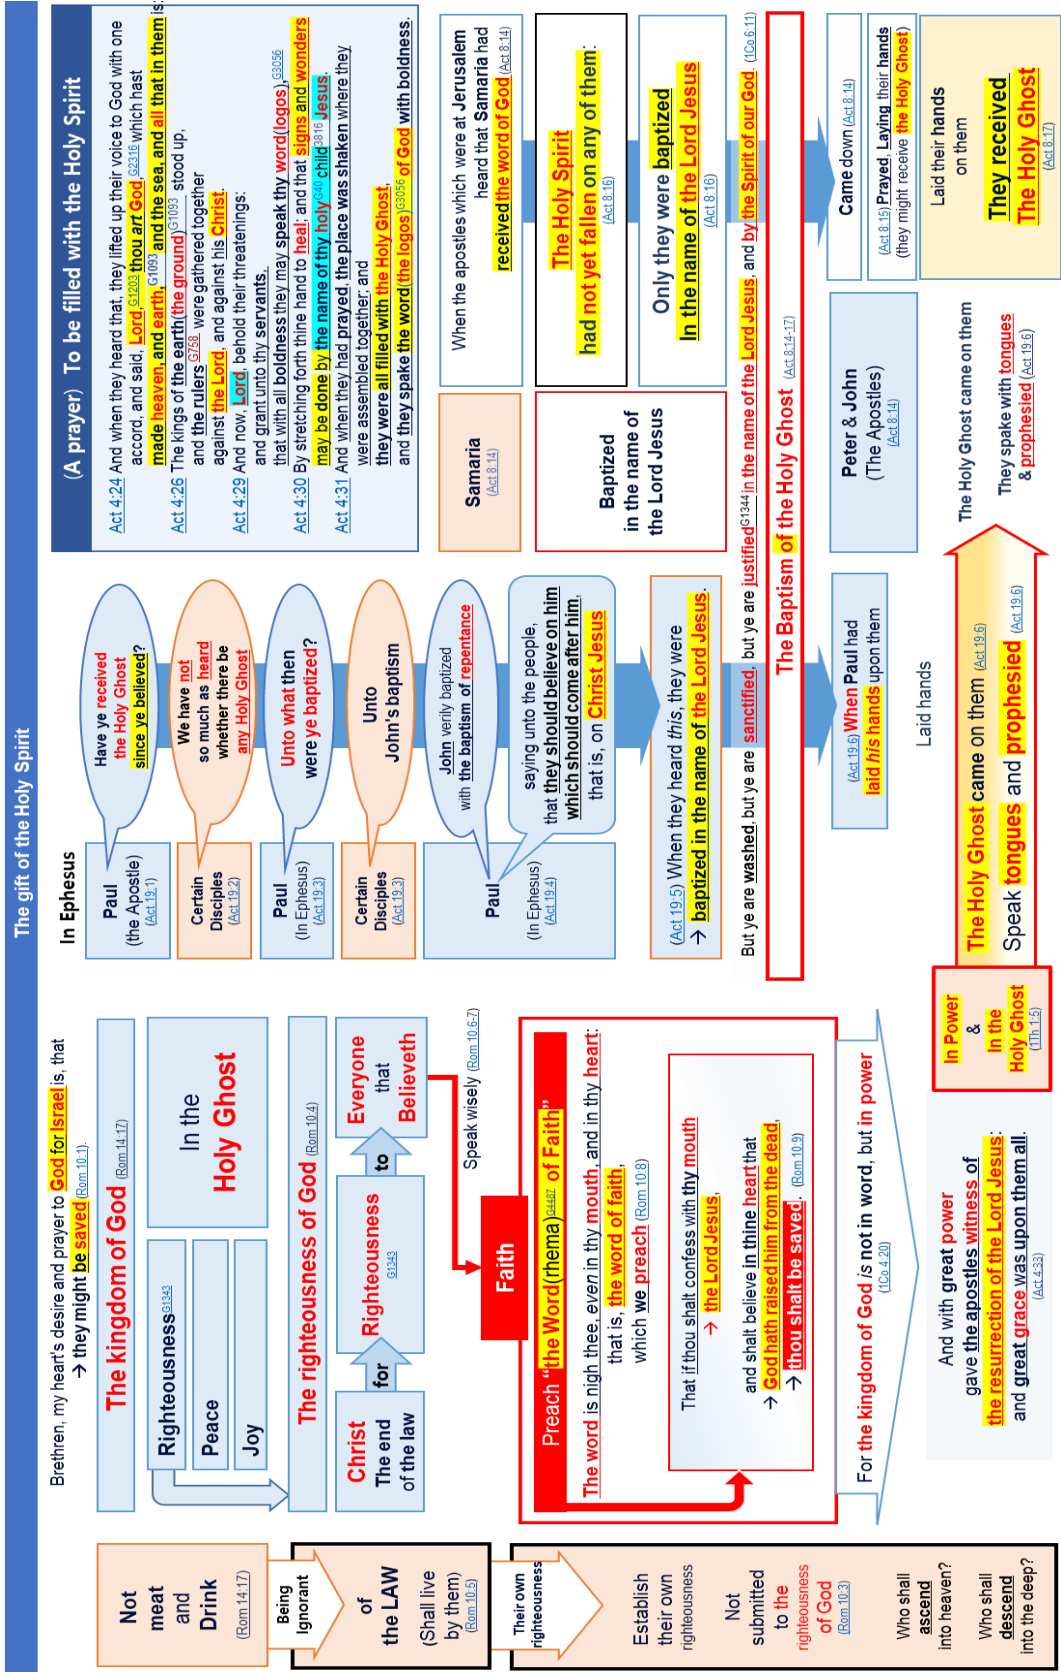 The gift of the Holy Spirit
Not
meat
and
Drink
(Rom 14:17)
Being
Ignorant
of
the LAW
(Shall live
by them)
(Rom 10:5)
Their own
righteousness
Establish
their own
righteousness
Not
submitted
to the
righteousness
of God
(Rom 10:3)
Who shall
ascend
into heaven?
Who shall
descend
into the deep?
Brethren, my heart's desire and prayer to God for Israel is, that
→ they might be saved (Rom 10:1).
The kingdom of God (Rom 14:17)
Righteousness G1343
Peace
Joy
In the
Holy Ghost
The righteousness of God (Rom 10:4)
Christ
The end
of the law
for
Righteousness
G1343
to
Everyone
that
Believeth
Speak wisely (Rom 10:6-7)
Faith
Preach "the Word(rhema)G4487 of Faith"
The word is nigh thee, even in thy mouth, and in thy heart:
that is, the word of faith,
which we preach (Rom 10:8)
That if thou shalt confess with thy mouth
→ the Lord Jesus,
and shalt believe in thine heart that
→ God hath raised him from the dead,
→ thou shalt be saved. (Rom 10:9)
For the kingdom of God is not in word, but in power
(1Co 4:20)
And with great power
gave the apostles witness of
the resurrection of the Lord Jesus:
and great grace was upon them all.
(Act 4:33)
In Power
&
In the
Holy Ghost
(1Th 1:5)
In Ephesus
Paul
(the Apostle)
(Act 19:1)
Have ye received
the Holy Ghost
since ye believed?
Certain
Disciples
(Act 19:2)
We have not
so much as heard
whether there be
any Holy Ghost
Paul
(In Ephesus)
(Act 19:3)
Unto what then
were ye baptized?
Certain
Disciples
(Act 19:3)
Unto
John's baptism
Paul
(In Ephesus)
(Act 19:4)
John verily baptized
with the baptism of repentance
saying unto the people,
that they should believe on him
which should come after him,
that is, on Christ Jesus
(Act 19:5) When they heard this, they were
→ baptized in the name of the Lord Jesus.
But ye are washed, but ye are sanctified, but ye are justifiedG1344 in the name of the Lord Jesus, and by the Spirit of our God. (1Co 6:11)
The Baptism of the Holy Ghost (Act 8:14-17)
(Act 19:6) When Paul had
laid his hands upon them
Laid hands
The Holy Ghost came on them (Act 19:6)
Speak tongues and prophesied (Act 19:6)
(A prayer) To be filled with the Holy Spirit
Act 4:24 And when they heard that, they lifted up their voice to God with one
accord, and said, Lord,G1203 thou art God,G2316 which hast
made heaven, and earth,G1093 and the sea, and all that in them is:
Act 4:26 The kings of the earth(the ground)G1093 stood up,
and the rulers G758 were gathered together
against the Lord, and against his Christ.
Act 4:29 And now, Lord, behold their threatenings:
and grant unto thy servants,
that with all boldness they may speak thy word(logos),G3056
Act 4:30 By stretching forth thine hand to heal; and that signs and wonders
may be done by the name of thy holyG40 child3816 Jesus.
Act 4:31 And when they had prayed, the place was shaken where they
were assembled together; and
they were all filled with the Holy Ghost,
and they spake the word(the logos)G3056 of God with boldness.
Samaria
(Act 8:14)
When the apostles which were at Jerusalem
heard that Samaria had
received the word of God (Act 8:14)
Baptized
in the name of
the Lord Jesus
The Holy Spirit
had not yet fallen on any of them:
(Act 8:16)
Only they were baptized
In the name of the Lord Jesus
(Act 8:16)
Peter & John
(The Apostles)
(Act 8:14)
Came down (Act 8:14)
(Act 8:15) Prayed, Laying their hands
(they might receive the Holy Ghost)
Laid their hands
on them
They received
The Holy Ghost
(Act 8:17)
The Holy Ghost came on them
They spake with tongues
& prophesied (Act 19:6)